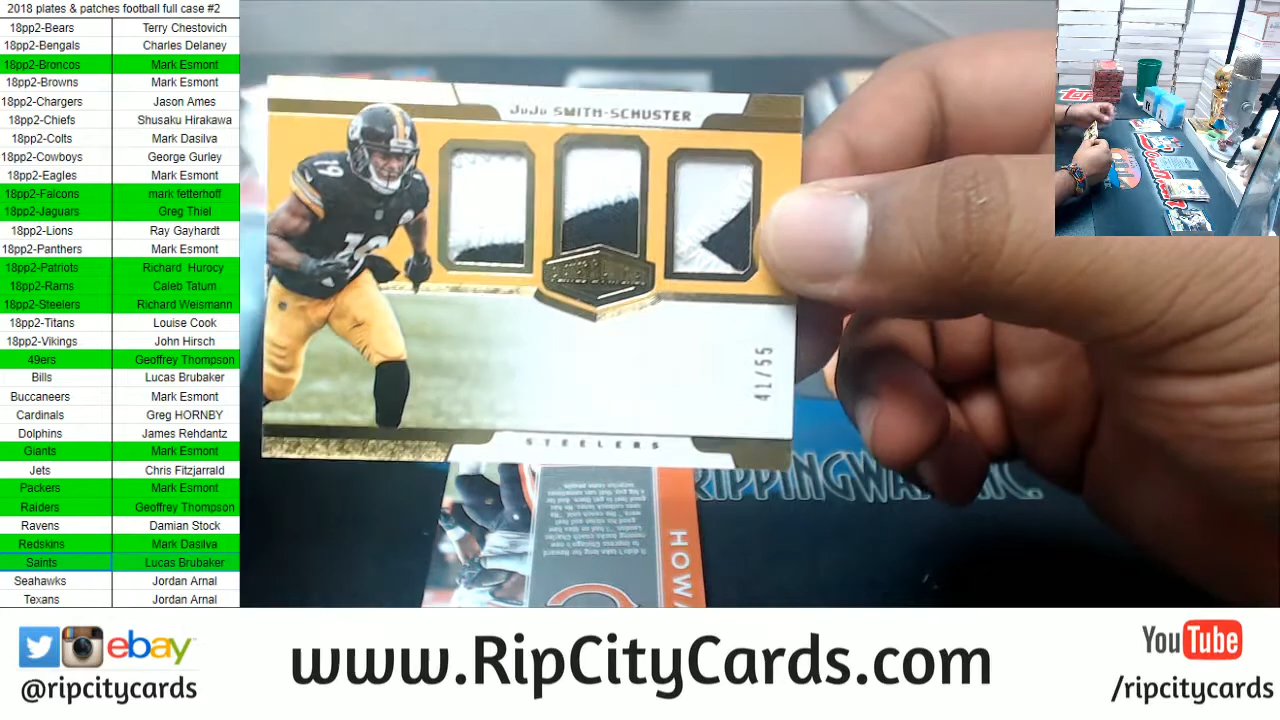 2018 plates & patches football full case #2
18pp2-Bears Terry Chestovich
18pp2-Bengals Charles Delaney
18pp2-Broncos Mark Esmont
18pp2-Browns Mark Esmont
18pp2-Chargers Jason Ames
18pp2-Chiefs Shusaku Hirakawa
18pp2-Colts Mark Dasilva
18pp2-Cowboys George Gurley
18pp2-Eagles Mark Esmont
18pp2-Falcons mark fetterhoff
18pp2-Jaguars Greg Thiel
18pp2-Lions Ray Gayhardt
18pp2-Panthers Mark Esmont
18pp2-Patriots Richard Hurocy
18pp2-Rams Caleb Tatum
18pp2-Steelers Richard Weismann
18pp2-Titans Louise Cook
18pp2-Vikings John Hirsch
49ers Geoffrey Thompson
Bills Lucas Brubaker
Buccaneers Mark Esmont
Cardinals Greg HORNBY
Dolphins James Rehdantz
Giants Mark Esmont
Jets Chris Fitzjarrald
Packers Mark Esmont
Raiders Geoffrey Thompson
Ravens Damian Stock
Redskins Mark Dasilva
Saints Lucas Brubaker
Seahawks Jordan Arnal
Texans Jordan Arnal
JuJu SMITH-SCHUSTER
19
19
PLATES & PATCHES
41/55
STEELERS
RIPPINGWAX INC.
HOWA
ebay
@ripcitycards
www.RipCityCards.com
YouTube
/ripcitycards